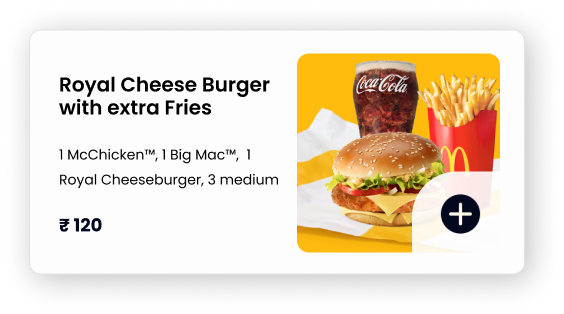 Royal Cheese Burger
with extra Fries
1 McChicken™, 1 Big Mac™, 1
Royal Cheeseburger, 3 medium
₹ 120
Coca-Cola